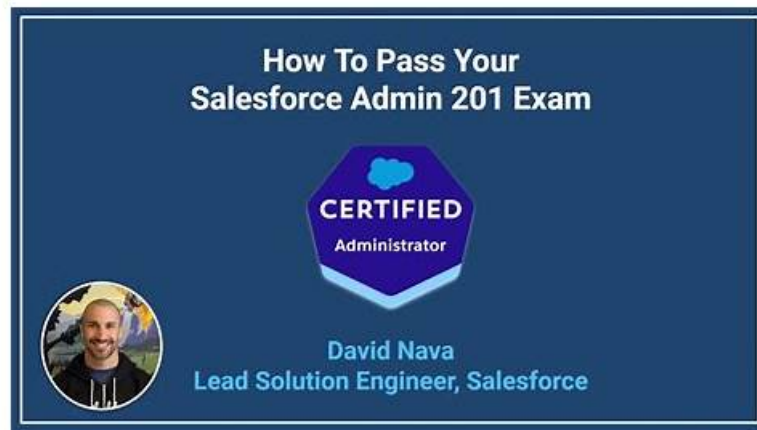 How To Pass Your
Salesforce Admin 201 Exam
CERTIFIED
Administrator
David Nava
Lead Solution Engineer, Salesforce